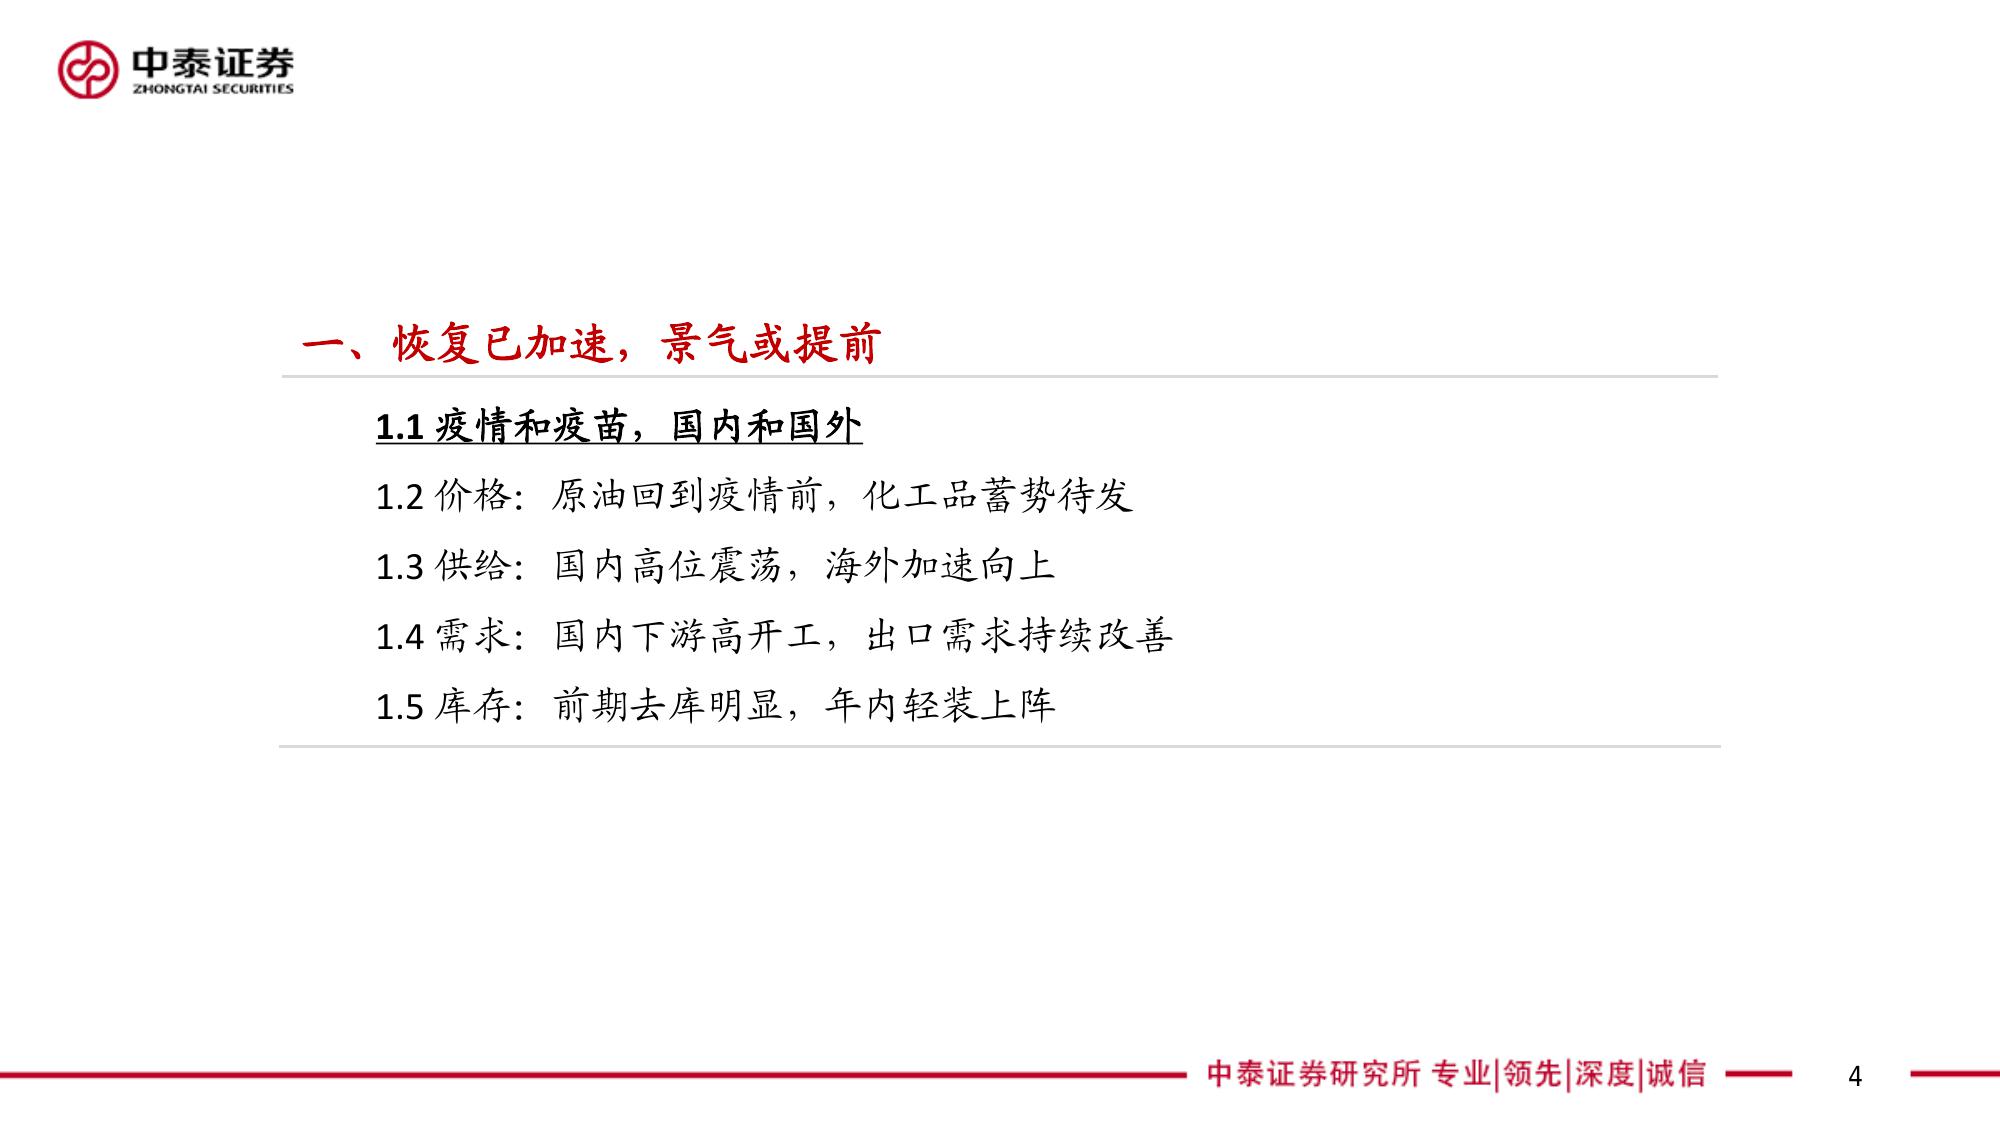 中泰证券
ZHONGTAI SECURITIES
一、恢复已加速，景气或提前
1.1 疫情和疫苗，国内和国外
1.2 价格：原油回到疫情前，化工品蓄势待发
1.3 供给：国内高位震荡，海外加速向上
1.4 需求：国内下游高开工，出口需求持续改善
1.5 库存：前期去库明显，年内轻装上阵
中泰证券研究所 专业|领先|深度|诚信
4